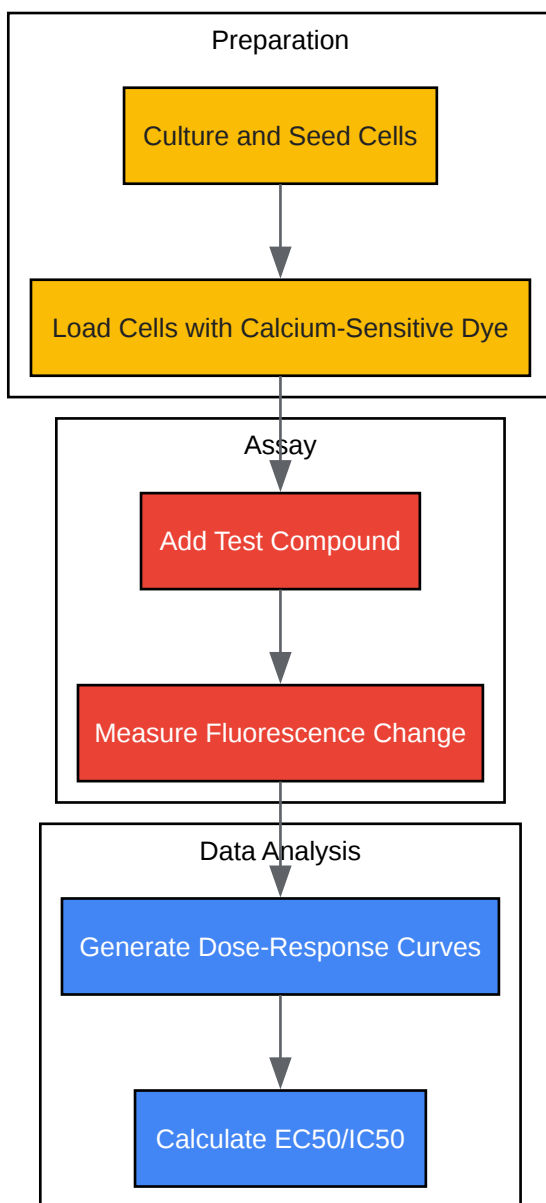 Preparation
Culture and Seed Cells
Load Cells with Calcium-Sensitive Dye
Assay
Add Test Compound
Measure Fluorescence Change
Data Analysis
Generate Dose-Response Curves
Calculate EC50/IC50